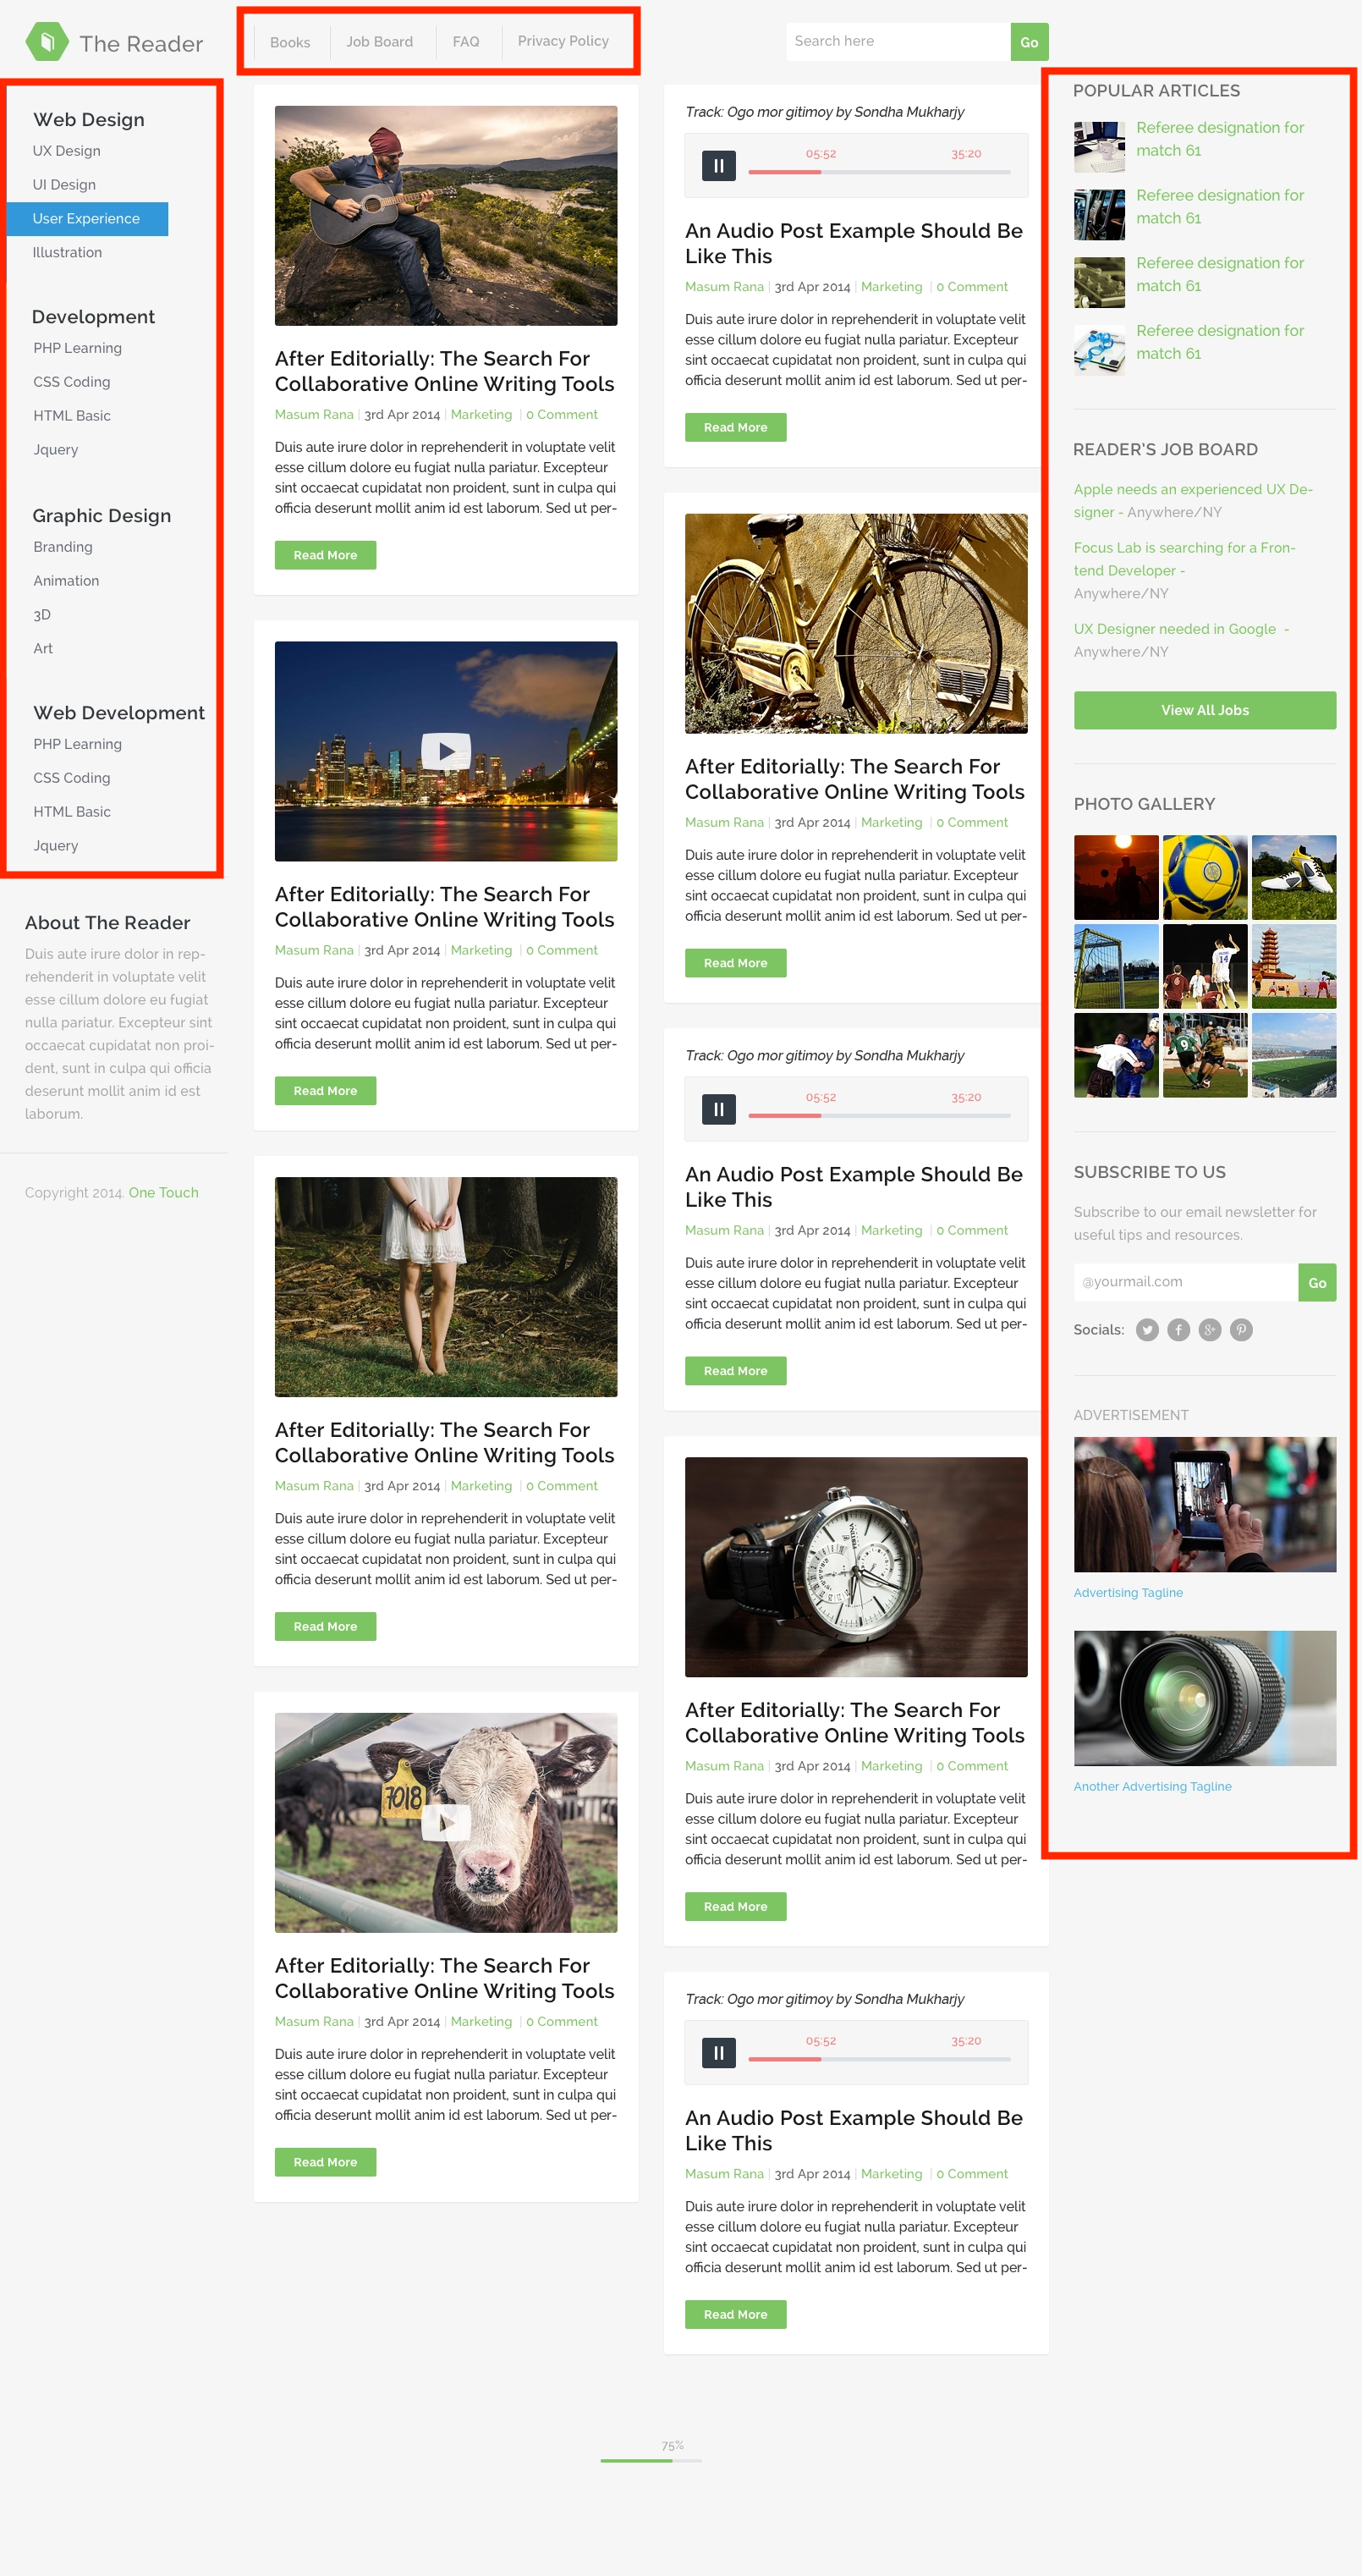 The Reader
Books
Job Board
FAQ
Privacy Policy
Search here
Go
Web Design
UX Design
UI Design
User Experience
Illustration
Development
PHP Learning
CSS Coding
HTML Basic
Jquery
Graphic Design
Branding
Animation
3D
Art
Web Development
PHP Learning
CSS Coding
HTML Basic
Jquery
About The Reader
Duis aute irure dolor in rep-
rehenderit in voluptate velit
esse cillum dolore eu fugiat
nulla pariatur. Excepteur sint
occaecat cupidatat non proi-
dent, sunt in culpa qui officia
deserunt mollit anim id est
laborum.
Copyright 2014. One Touch
After Editorially: The Search For
Collaborative Online Writing Tools
Masum Rana | 3rd Apr 2014 | Marketing | 0 Comment
Duis aute irure dolor in reprehenderit in voluptate velit
esse cillum dolore eu fugiat nulla pariatur. Excepteur
sint occaecat cupidatat non proident, sunt in culpa qui
officia deserunt mollit anim id est laborum. Sed ut per-
Read More
After Editorially: The Search For
Collaborative Online Writing Tools
Masum Rana | 3rd Apr 2014 | Marketing | 0 Comment
Duis aute irure dolor in reprehenderit in voluptate velit
esse cillum dolore eu fugiat nulla pariatur. Excepteur
sint occaecat cupidatat non proident, sunt in culpa qui
officia deserunt mollit anim id est laborum. Sed ut per-
Read More
After Editorially: The Search For
Collaborative Online Writing Tools
Masum Rana | 3rd Apr 2014 | Marketing | 0 Comment
Duis aute irure dolor in reprehenderit in voluptate velit
esse cillum dolore eu fugiat nulla pariatur. Excepteur
sint occaecat cupidatat non proident, sunt in culpa qui
officia deserunt mollit anim id est laborum. Sed ut per-
Read More
7018
After Editorially: The Search For
Collaborative Online Writing Tools
Masum Rana | 3rd Apr 2014 | Marketing | 0 Comment
Duis aute irure dolor in reprehenderit in voluptate velit
esse cillum dolore eu fugiat nulla pariatur. Excepteur
sint occaecat cupidatat non proident, sunt in culpa qui
officia deserunt mollit anim id est laborum. Sed ut per-
Read More
Track: Ogo mor gitimoy by Sondha Mukharjy
05:52 35:20
An Audio Post Example Should Be
Like This
Masum Rana | 3rd Apr 2014 | Marketing | 0 Comment
Duis aute irure dolor in reprehenderit in voluptate velit
esse cillum dolore eu fugiat nulla pariatur. Excepteur
sint occaecat cupidatat non proident, sunt in culpa qui
officia deserunt mollit anim id est laborum. Sed ut per-
Read More
After Editorially: The Search For
Collaborative Online Writing Tools
Masum Rana | 3rd Apr 2014 | Marketing | 0 Comment
Duis aute irure dolor in reprehenderit in voluptate velit
esse cillum dolore eu fugiat nulla pariatur. Excepteur
sint occaecat cupidatat non proident, sunt in culpa qui
officia deserunt mollit anim id est laborum. Sed ut per-
Read More
Track: Ogo mor gitimoy by Sondha Mukharjy
05:52 35:20
An Audio Post Example Should Be
Like This
Masum Rana | 3rd Apr 2014 | Marketing | 0 Comment
Duis aute irure dolor in reprehenderit in voluptate velit
esse cillum dolore eu fugiat nulla pariatur. Excepteur
sint occaecat cupidatat non proident, sunt in culpa qui
officia deserunt mollit anim id est laborum. Sed ut per-
Read More
After Editorially: The Search For
Collaborative Online Writing Tools
Masum Rana | 3rd Apr 2014 | Marketing | 0 Comment
Duis aute irure dolor in reprehenderit in voluptate velit
esse cillum dolore eu fugiat nulla pariatur. Excepteur
sint occaecat cupidatat non proident, sunt in culpa qui
officia deserunt mollit anim id est laborum. Sed ut per-
Read More
Track: Ogo mor gitimoy by Sondha Mukharjy
05:52 35:20
An Audio Post Example Should Be
Like This
Masum Rana | 3rd Apr 2014 | Marketing | 0 Comment
Duis aute irure dolor in reprehenderit in voluptate velit
esse cillum dolore eu fugiat nulla pariatur. Excepteur
sint occaecat cupidatat non proident, sunt in culpa qui
officia deserunt mollit anim id est laborum. Sed ut per-
Read More
POPULAR ARTICLES
Referee designation for
match 61
Referee designation for
match 61
Referee designation for
match 61
Referee designation for
match 61
READER'S JOB BOARD
Apple needs an experienced UX De-
signer - Anywhere/NY
Focus Lab is searching for a Fron-
tend Developer -
Anywhere/NY
UX Designer needed in Google -
Anywhere/NY
View All Jobs
PHOTO GALLERY
14
9
SUBSCRIBE TO US
Subscribe to our email newsletter for
useful tips and resources.
@yourmail.com
Go
Socials:
ADVERTISEMENT
Advertising Tagline
Another Advertising Tagline
75%